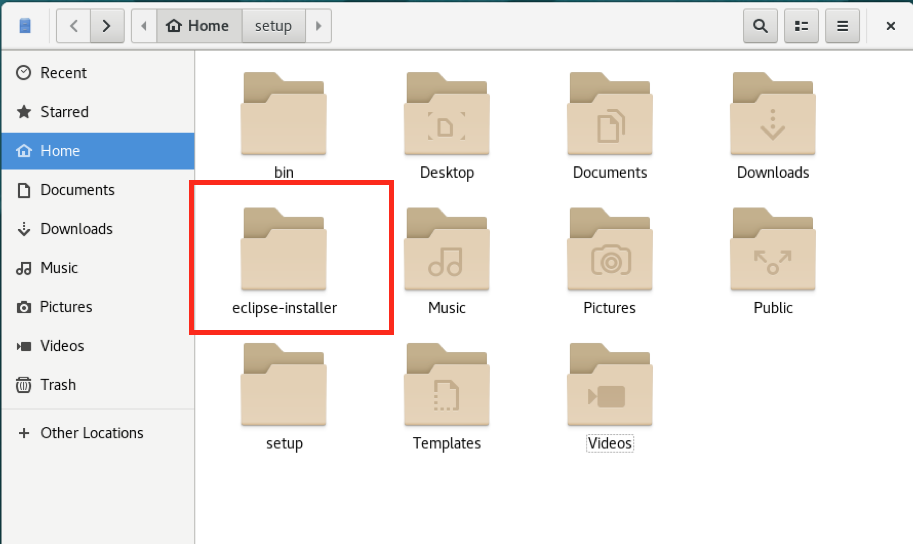 Home
setup
Recent
Starred
Home
Documents
Downloads
Music
Pictures
Videos
Trash
Other Locations
bin
Desktop
Documents
Downloads
eclipse-installer
Music
Pictures
Public
setup
Templates
Videos